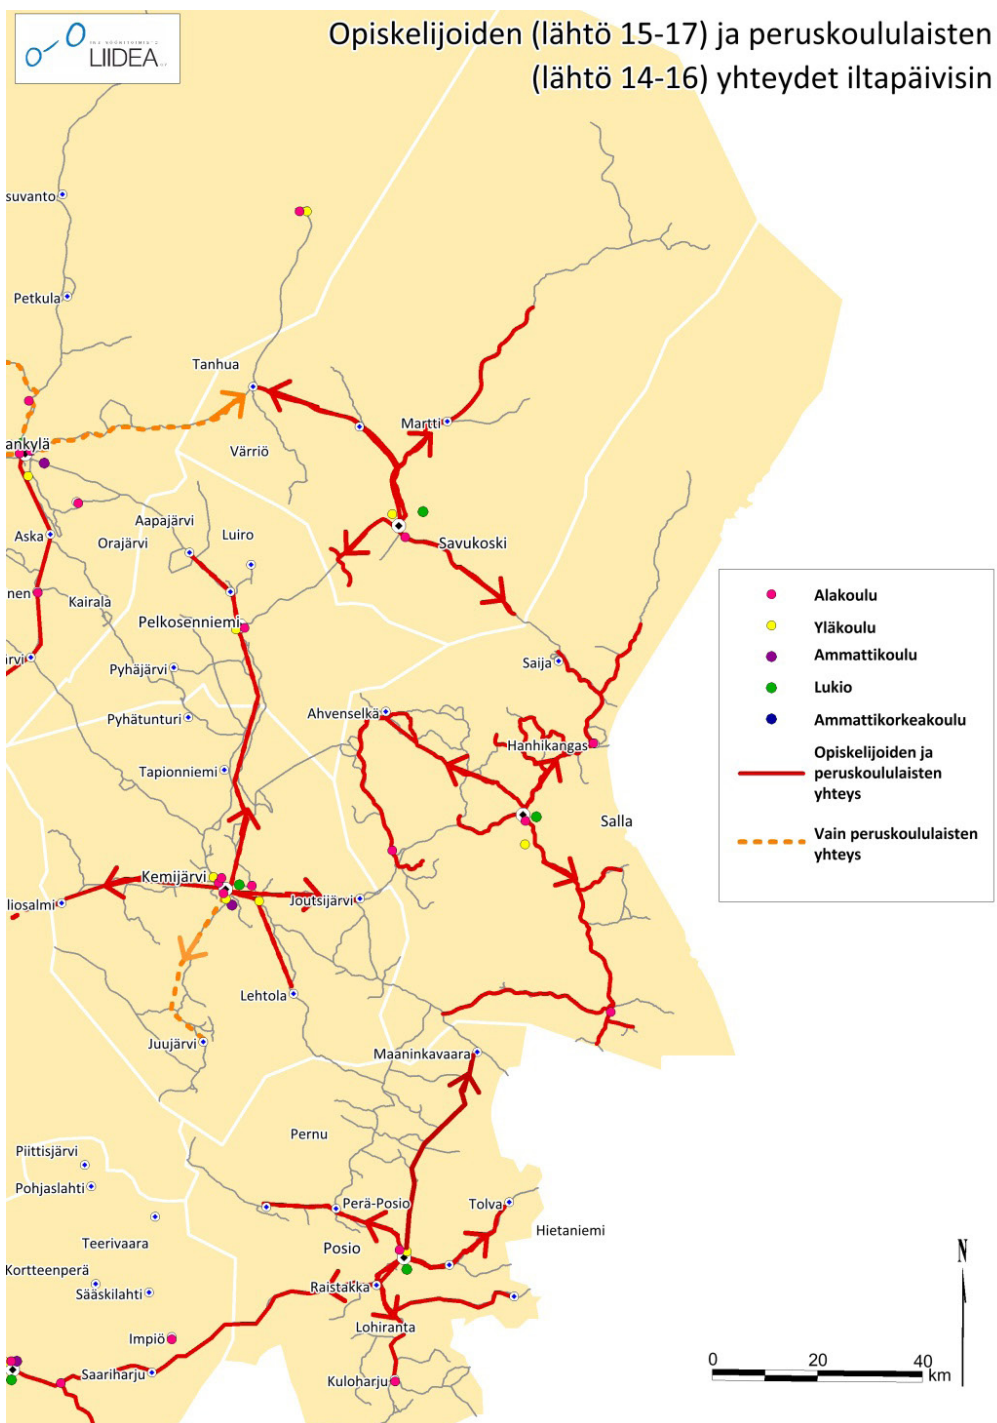 LIIDEA
Opiskelijoiden (lähtö 15-17) ja peruskoululaisten
(lähtö 14-16) yhteydet iltapäivisin
suvanto
Petkula
Tanhua
Martti
ankylä
Värriö
Aapajärvi
Aska
Orajärvi
Luiro
Savukoski
nen
Kairala
Pelkosenniemi
ärvi
Saija
Pyhäjärvi
Pyhätunturi
Ahvenselkä
Hanhikangas
Tapionniemi
Salla
Kemijärvi
liosalmi
Joutsijärvi
Lehtola
Juujärvi
Maaninkavaara
Pernu
Piittisjärvi
Pohjaslahti
Perä-Posio
Tolva
Hietaniemi
Teerivaara
Posio
Kortteenperä
Sääskilahti
Raistakka
Impiö
Lohiranta
Saariharju
Kuloharju
Alakoulu
Yläkoulu
Ammattikoulu
Lukio
Ammattikorkeakoulu
Opiskelijoiden ja
peruskoululaisten
yhteys
Vain peruskoululaisten
yhteys
N
0 20 40
km